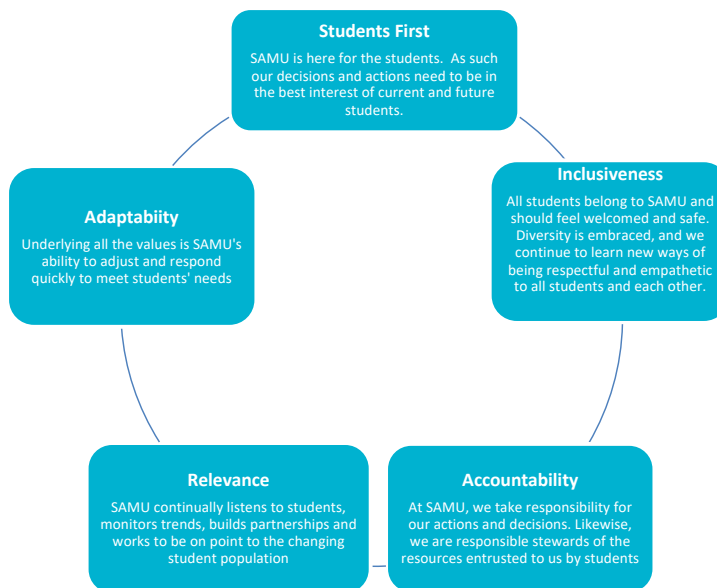 Students First
SAMU is here for the students.  As such
our decisions and actions need to be in
the best interest of current and future
students.
Inclusiveness
All students belong to SAMU and
should feel welcomed and safe.
Diversity is embraced, and we
continue to learn new ways of
being respectful and empathetic
to all students and each other.
Accountability
At SAMU, we take responsibility for
our actions and decisions. Likewise,
we are responsible stewards of the
resources entrusted to us by students
Relevance
SAMU continually listens to students,
monitors trends, builds partnerships and
works to be on point to the changing
student population
Adaptabiity
Underlying all the values is SAMU's
ability to adjust and respond
quickly to meet students' needs